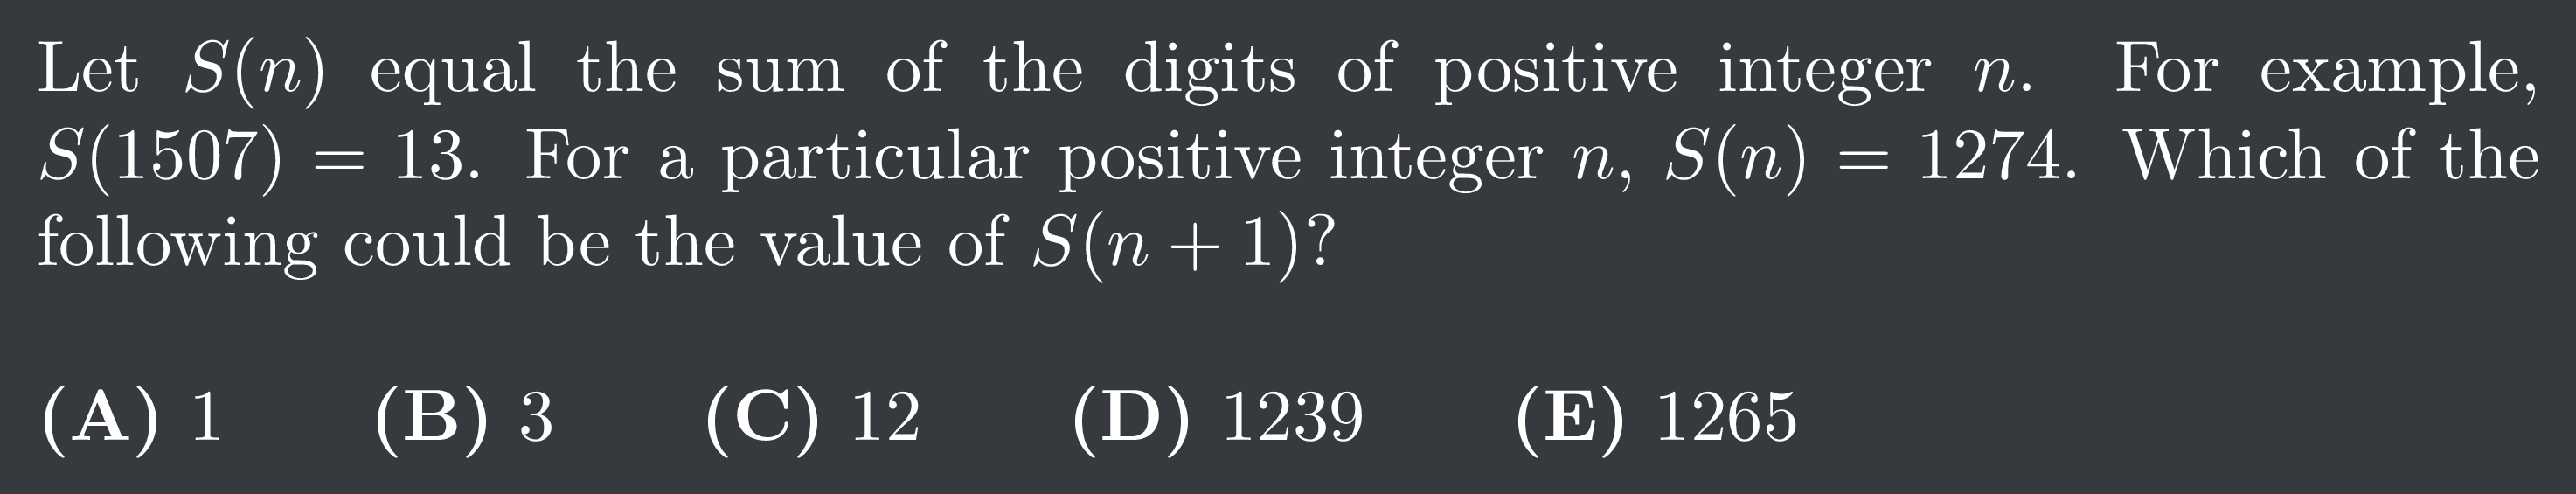 Let S(n) equal the sum of the digits of positive integer n. For example,
S(1507) = 13. For a particular positive integer n, S(n) = 1274. Which of the
following could be the value of S(n + 1)?
(A) 1 (B) 3 (C) 12 (D) 1239 (E) 1265